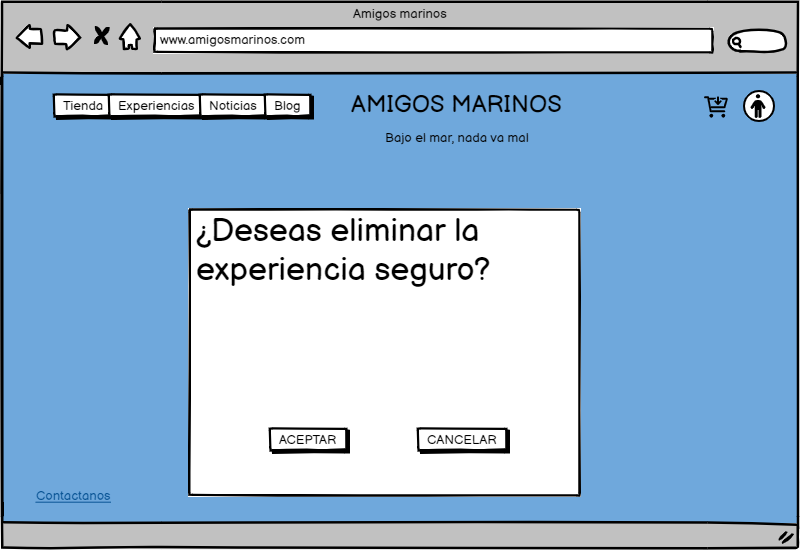 Amigos marinos
www.amigosmarinos.com
Tienda Experiencias Noticias Blog
AMIGOS MARINOS
Bajo el mar, nada va mal
¿Deseas eliminar la
experiencia seguro?
ACEPTAR CANCELAR
Contactanos